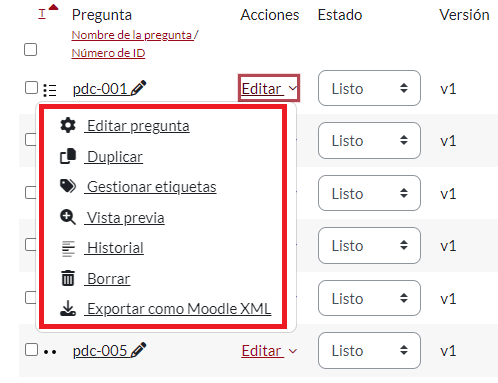 T Pregunta Acciones Estado Versión
Nombre de la pregunta /
Número de ID
pdc-001 Editar Listo v1
Editar pregunta
Listo v1
Duplicar
Gestionar etiquetas
Listo v1
Vista previa
Historial
Listo v1
Borrar
Listo v1
Exportar como Moodle XML
pdc-005 Editar Listo v1